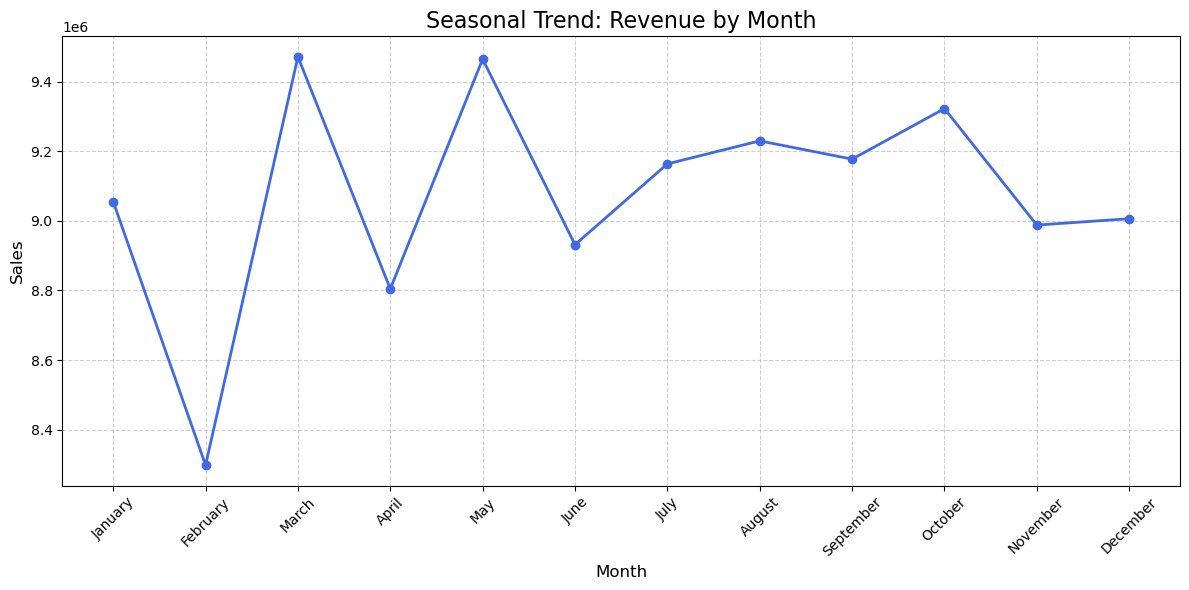 Seasonal Trend: Revenue by Month
1e6
9.4
9.2
9.0
8.8
8.6
8.4
Sales
January
February
March
April
May
June
July
August
September
October
November
December
Month